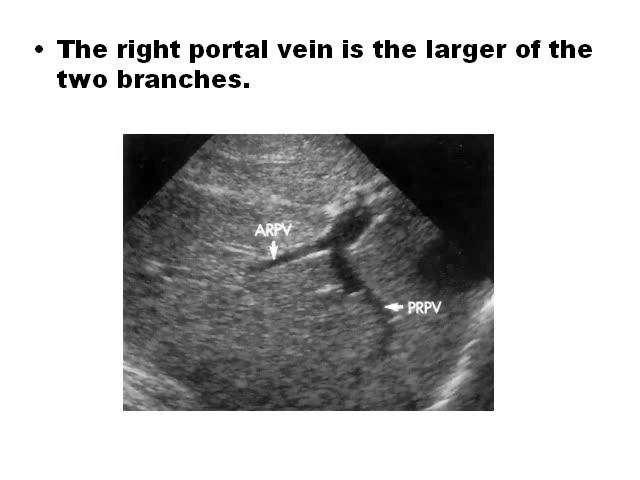 • The right portal vein is the larger of the
two branches.
ARPV
PRPV